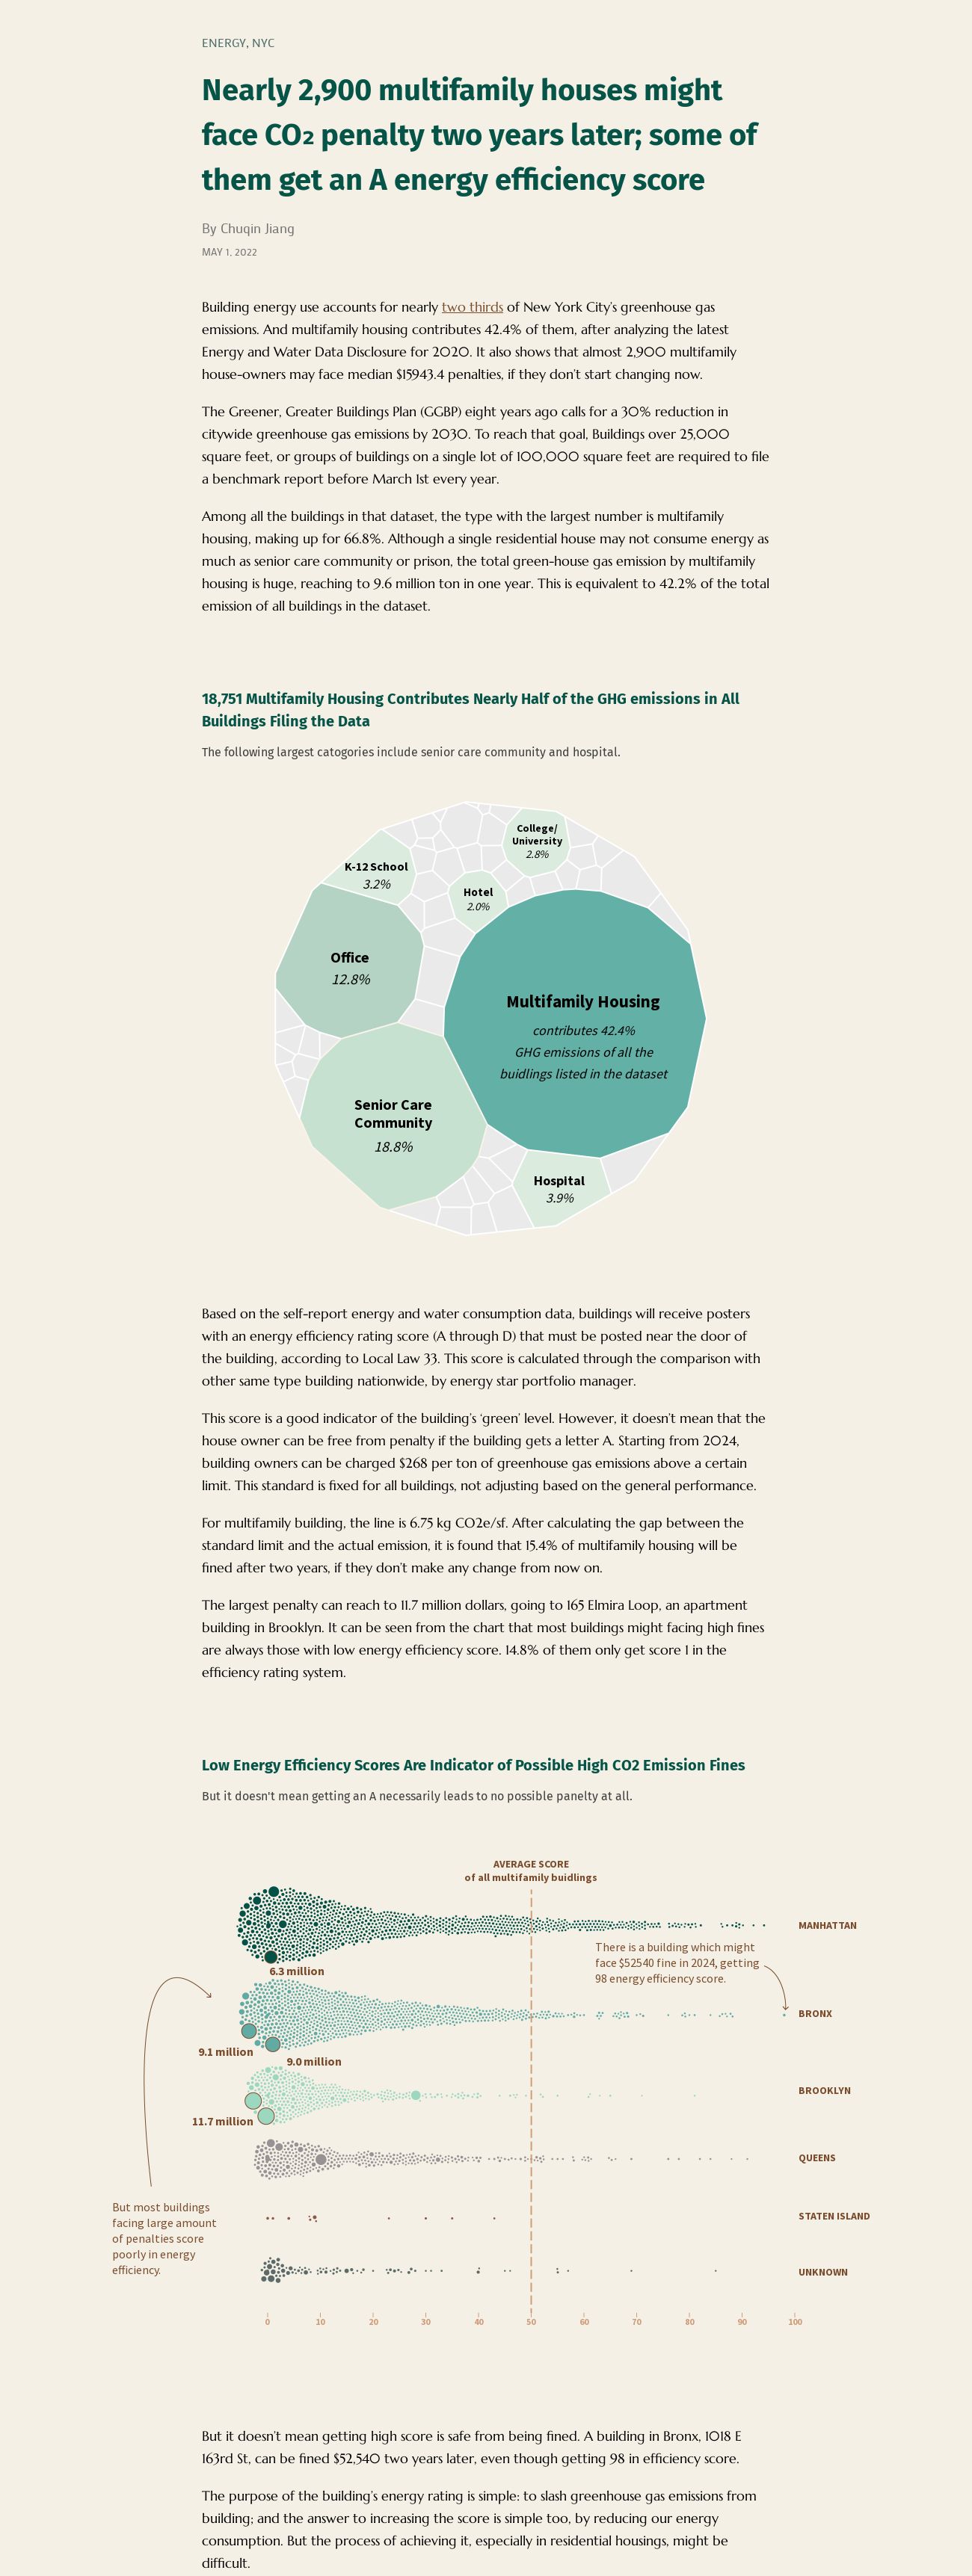 ENERGY, NYC
Nearly 2,900 multifamily houses might
face CO₂ penalty two years later; some of
them get an A energy efficiency score
By Chuqin Jiang
MAY 1, 2022
Building energy use accounts for nearly two thirds of New York City's greenhouse gas
emissions. And multifamily housing contributes 42.4% of them, after analyzing the latest
Energy and Water Data Disclosure for 2020. It also shows that almost 2,900 multifamily
house-owners may face median $15943.4 penalties, if they don't start changing now.
The Greener, Greater Buildings Plan (GGBP) eight years ago calls for a 30% reduction in
citywide greenhouse gas emissions by 2030. To reach that goal, Buildings over 25,000
square feet, or groups of buildings on a single lot of 100,000 square feet are required to file
a benchmark report before March 1st every year.
Among all the buildings in that dataset, the type with the largest number is multifamily
housing, making up for 66.8%. Although a single residential house may not consume energy as
much as senior care community or prison, the total green-house gas emission by multifamily
housing is huge, reaching to 9.6 million ton in one year. This is equivalent to 42.2% of the total
emission of all buildings in the dataset.
18,751 Multifamily Housing Contributes Nearly Half of the GHG emissions in All
Buildings Filing the Data
The following largest catogories include senior care community and hospital.
College/
University
2.8%
K-12 School
3.2%
Hotel
2.0%
Office
12.8%
Multifamily Housing
contributes 42.4%
GHG emissions of all the
buidlings listed in the dataset
Senior Care
Community
18.8%
Hospital
3.9%
Based on the self-report energy and water consumption data, buildings will receive posters
with an energy efficiency rating score (A through D) that must be posted near the door of
the building, according to Local Law 33. This score is calculated through the comparison with
other same type building nationwide, by energy star portfolio manager.
This score is a good indicator of the building's 'green' level. However, it doesn't mean that the
house owner can be free from penalty if the building gets a letter A. Starting from 2024,
building owners can be charged $268 per ton of greenhouse gas emissions above a certain
limit. This standard is fixed for all buildings, not adjusting based on the general performance.
For multifamily building, the line is 6.75 kg CO2e/sf. After calculating the gap between the
standard limit and the actual emission, it is found that 15.4% of multifamily housing will be
fined after two years, if they don't make any change from now on.
The largest penalty can reach to 11.7 million dollars, going to 165 Elmira Loop, an apartment
building in Brooklyn. It can be seen from the chart that most buildings might facing high fines
are always those with low energy efficiency score. 14.8% of them only get score 1 in the
efficiency rating system.
Low Energy Efficiency Scores Are Indicator of Possible High CO2 Emission Fines
But it doesn't mean getting an A necessarily leads to no possible panelty at all.
AVERAGE SCORE
of all multifamily buidlings
MANHATTAN
There is a building which might
face $52540 fine in 2024, getting
98 energy efficiency score.
6.3 million
BRONX
9.1 million
9.0 million
BROOKLYN
11.7 million
QUEENS
But most buildings
facing large amount
of penalties score
poorly in energy
efficiency.
STATEN ISLAND
UNKNOWN
0 10 20 30 40 50 60 70 80 90 100
But it doesn't mean getting high score is safe from being fined. A building in Bronx, 1018 E
163rd St, can be fined $52,540 two years later, even though getting 98 in efficiency score.
The purpose of the building's energy rating is simple: to slash greenhouse gas emissions from
building; and the answer to increasing the score is simple too, by reducing our energy
consumption. But the process of achieving it, especially in residential housings, might be
difficult.